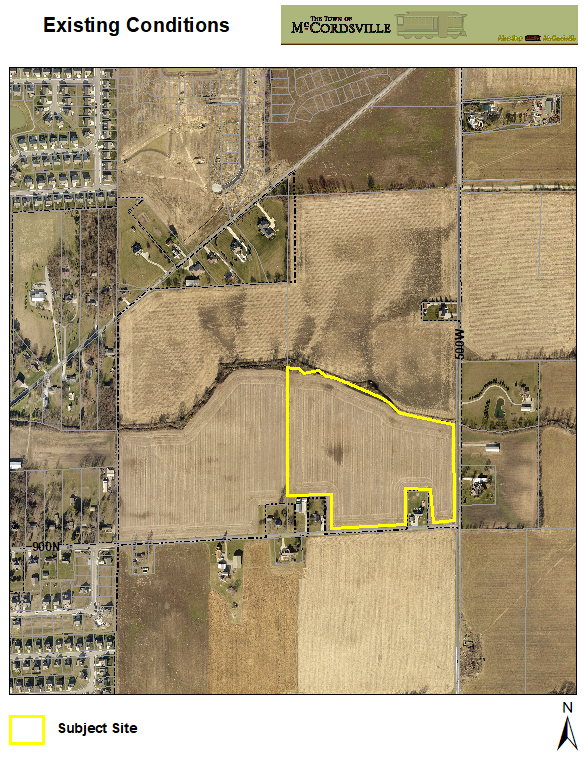 Existing Conditions
THE TOWN OF
MCCORDSVILLE
500W
900N
Subject Site
N